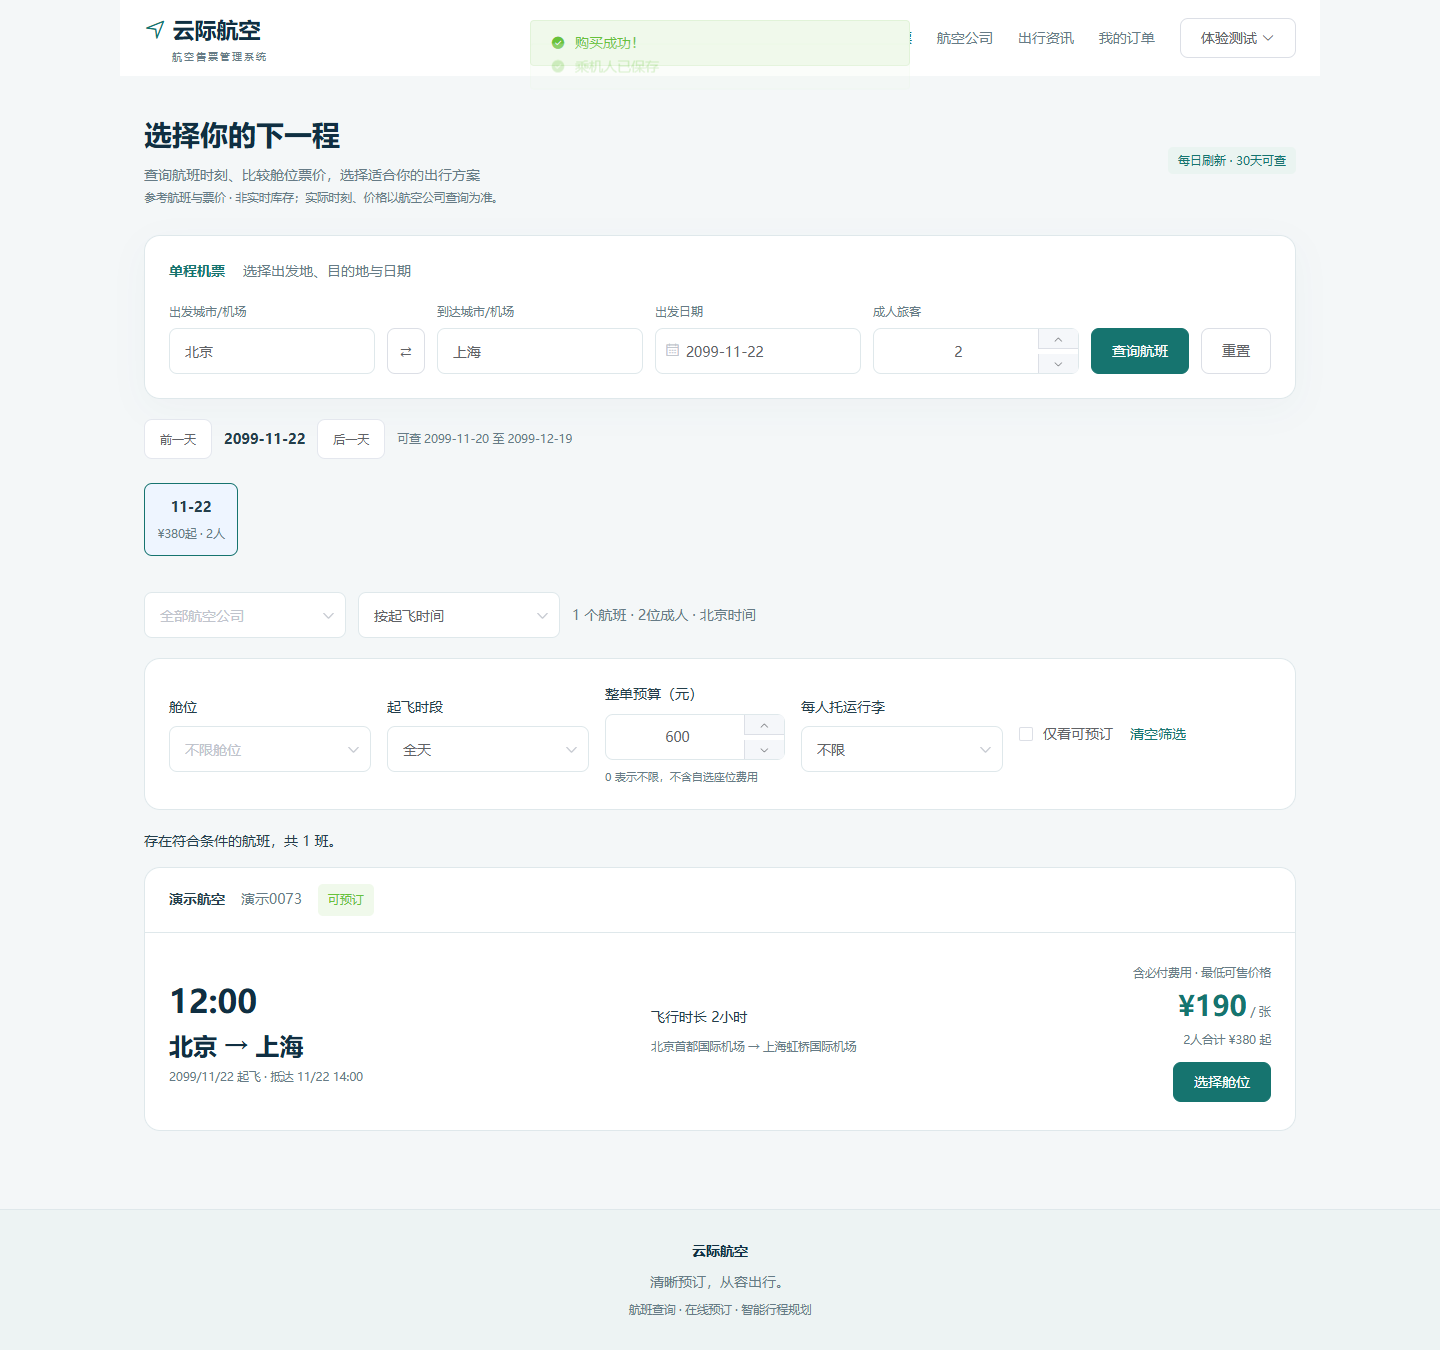 云际航空
航空售票管理系统
购买成功！
乘机人已保存
航空公司
出行资讯
我的订单
体验测试
选择你的下一程
查询航班时刻、比较舱位票价，选择适合你的出行方案
参考航班与票价 · 非实时库存；实际时刻、价格以航空公司查询为准。
每日刷新 · 30天可查
单程机票 选择出发地、目的地与日期
出发城市/机场
到达城市/机场
出发日期
成人旅客
北京
⇄
上海
2099-11-22
2
查询航班
重置
前一天
2099-11-22
后一天
可查 2099-11-20 至 2099-12-19
11-22
¥380起 · 2人
全部航空公司
按起飞时间
1 个航班 · 2位成人 · 北京时间
舱位
不限舱位
起飞时段
全天
整单预算（元）
600
0 表示不限，不含自选座位费用
每人托运行李
不限
仅看可预订
清空筛选
存在符合条件的航班，共 1 班。
演示航空 演示0073 可预订
12:00
北京 → 上海
2099/11/22 起飞 · 抵达 11/22 14:00
飞行时长 2小时
北京首都国际机场 → 上海虹桥国际机场
含必付费用 · 最低可售价格
¥190 / 张
2人合计 ¥380 起
选择舱位
云际航空
清晰预订，从容出行。
航班查询 · 在线预订 · 智能行程规划